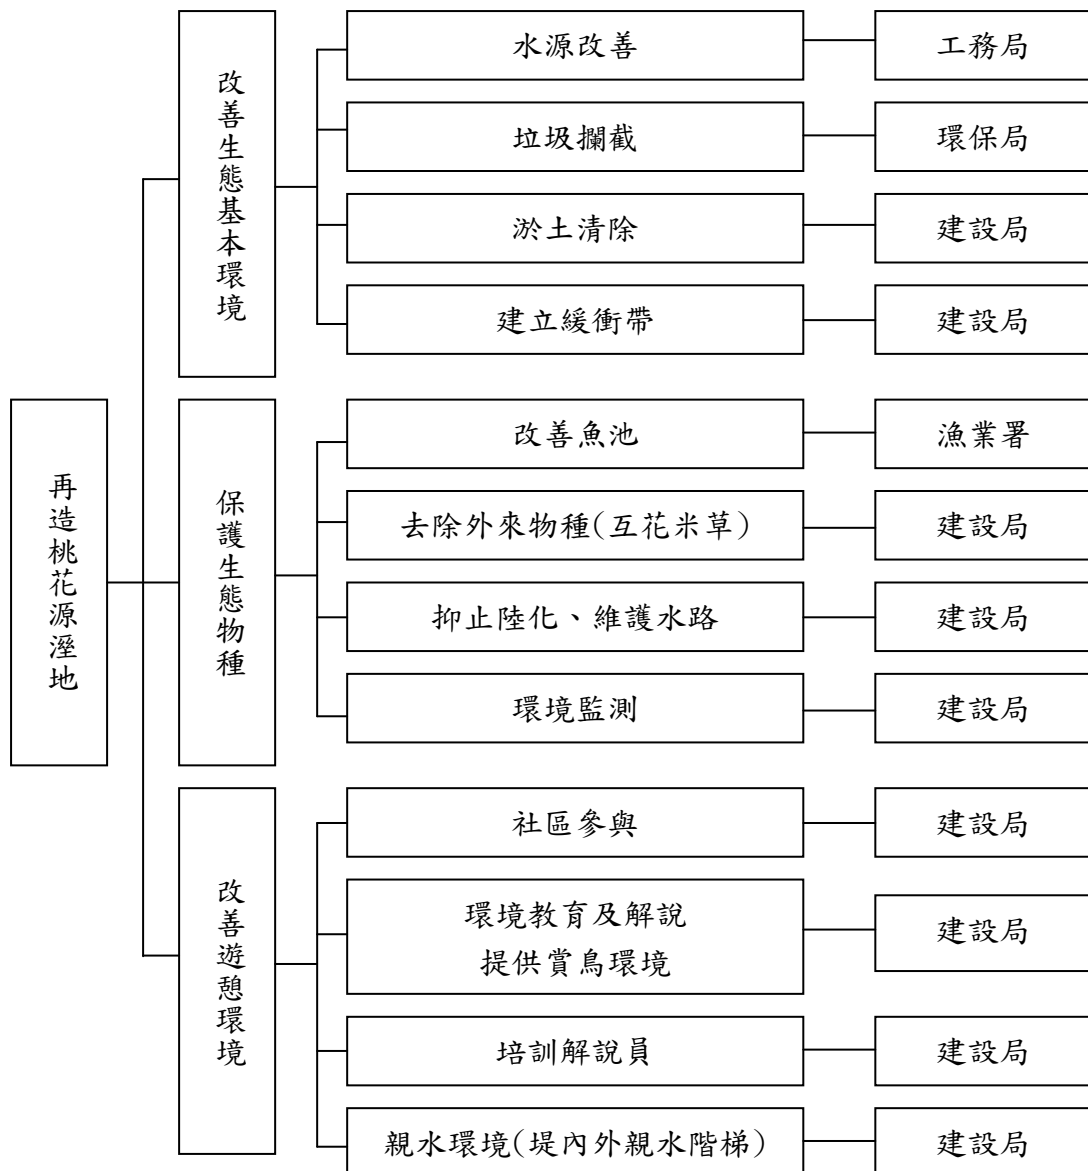 再造桃花源溼地
改善生態基本環境
水源改善
工務局
垃圾攔截
環保局
淤土清除
建設局
建立緩衝帶
建設局
保護生態物種
改善魚池
漁業署
去除外來物種(互花米草)
建設局
抑止陸化、維護水路
建設局
環境監測
建設局
改善遊憩環境
社區參與
建設局
環境教育及解說
提供賞鳥環境
建設局
培訓解說員
建設局
親水環境(堤內外親水階梯)
建設局